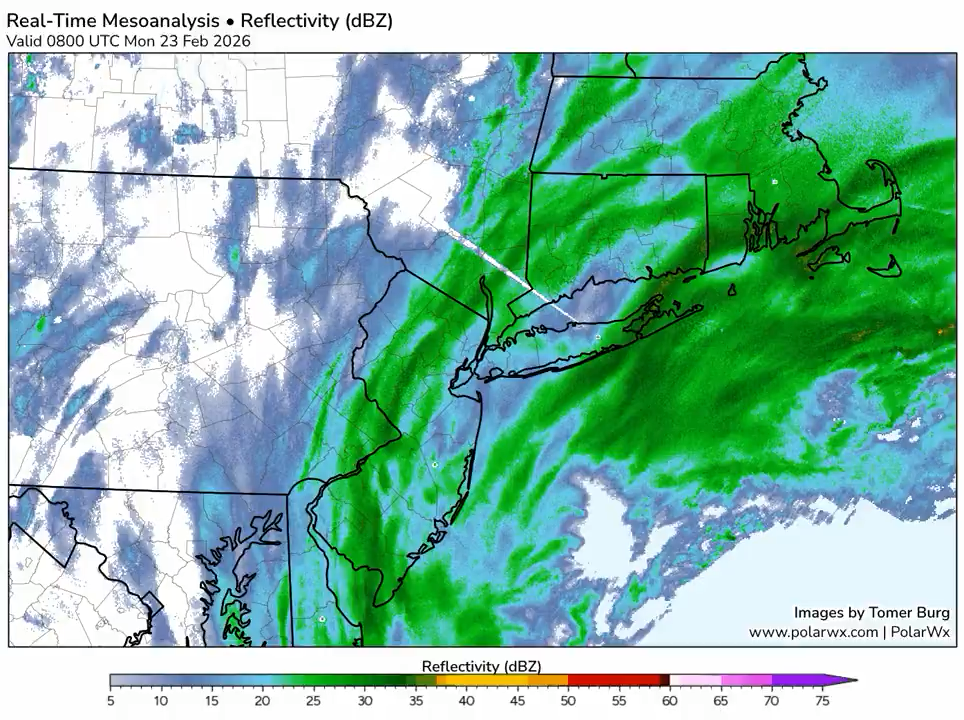 Real-Time Mesoanalysis • Reflectivity (dBZ)
Valid 0800 UTC Mon 23 Feb 2026
Images by Tomer Burg
www.polarwx.com | PolarWx
Reflectivity (dBZ)
5 10 15 20 25 30 35 40 45 50 55 60 65 70 75